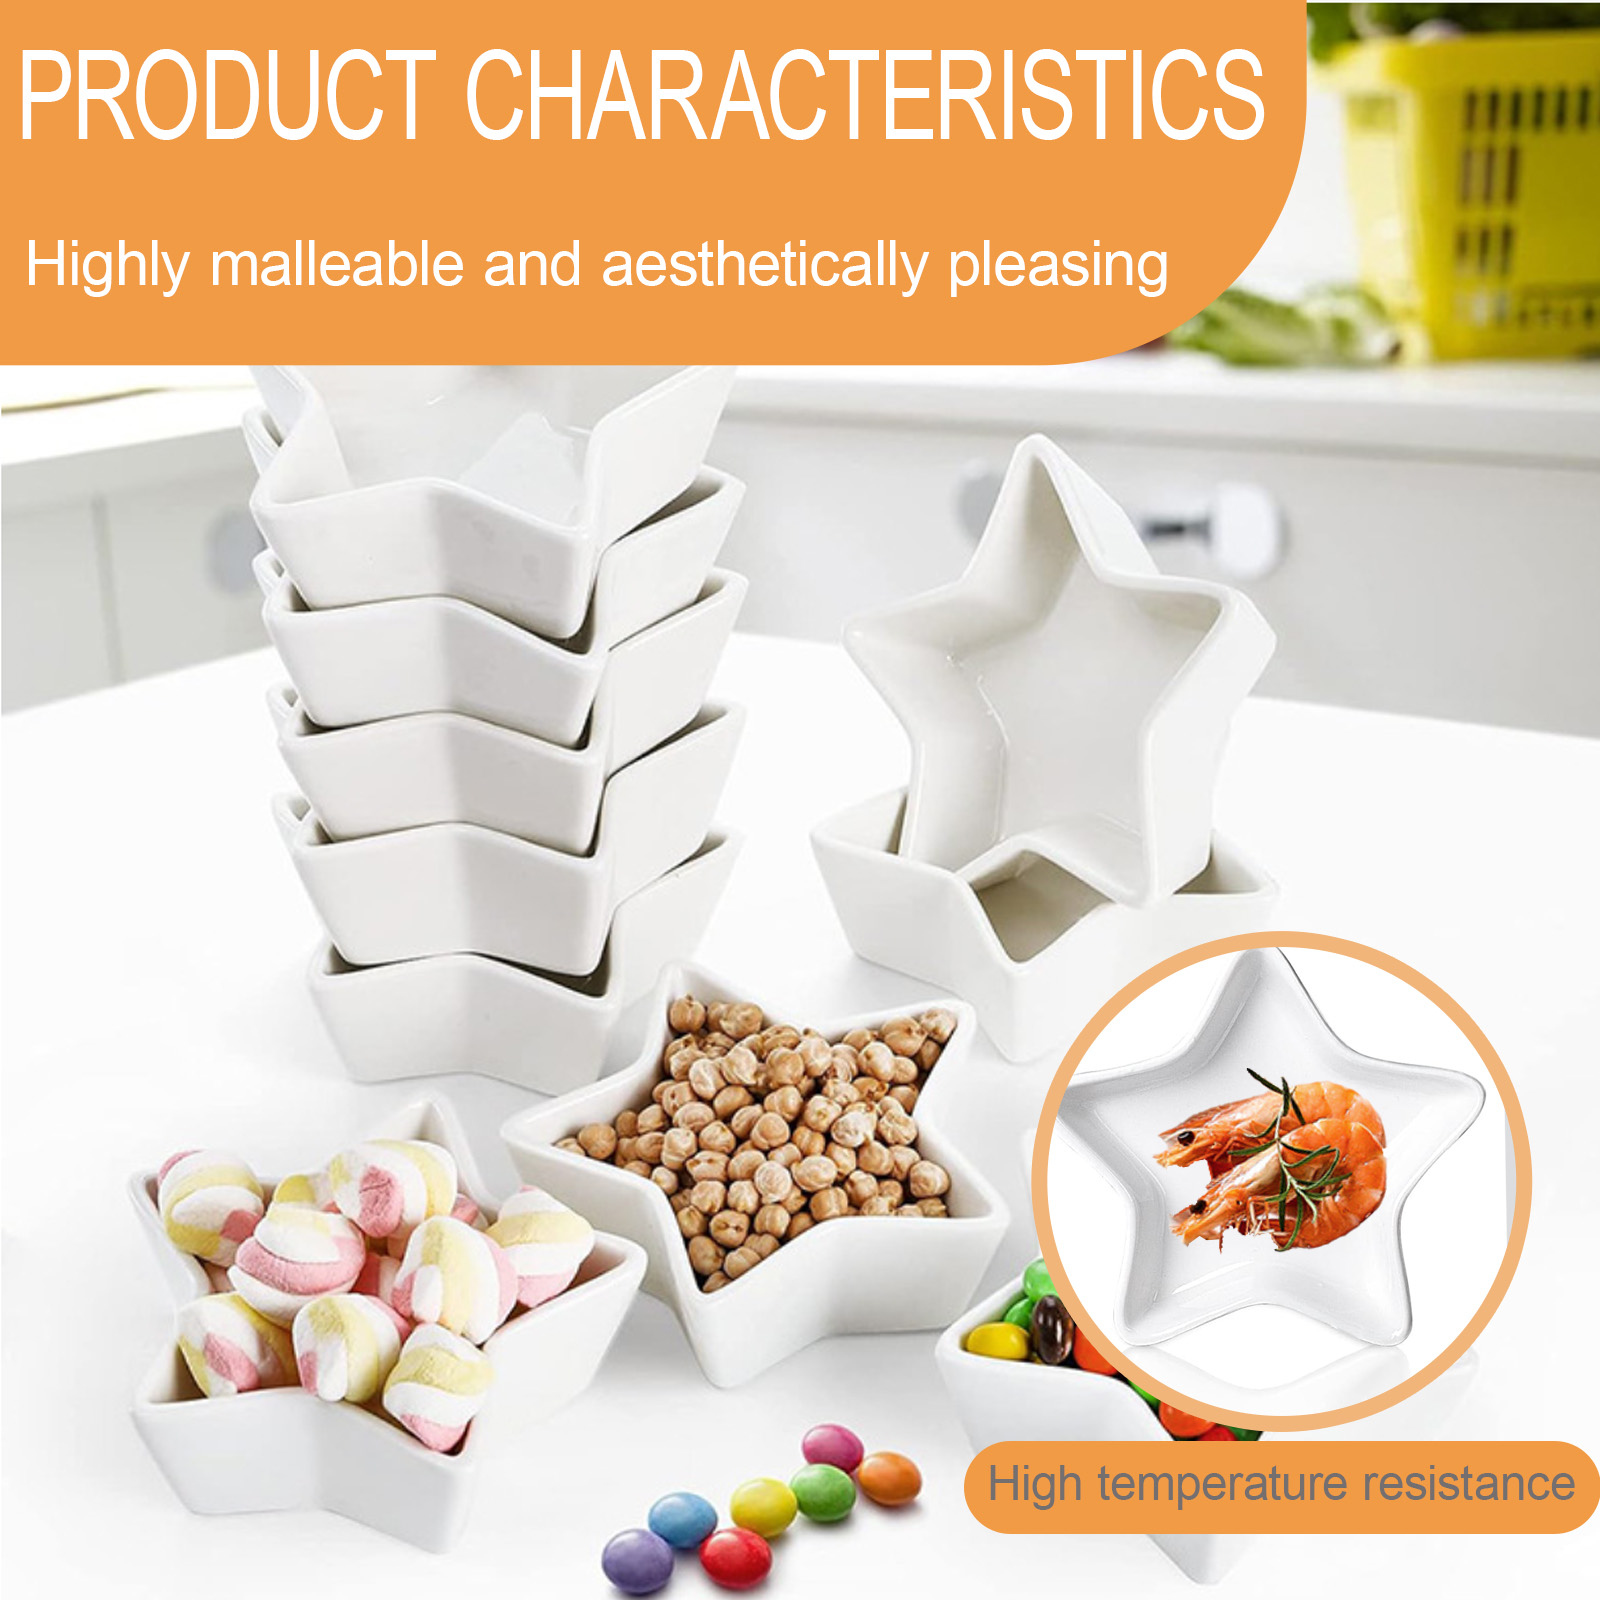 PRODUCT CHARACTERISTICS
Highly malleable and aesthetically pleasing
High temperature resistance